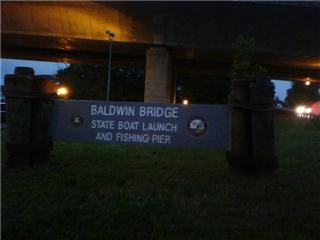 BALDWIN BRIDGE
STATE BOAT LAUNCH
AND FISHING PIER